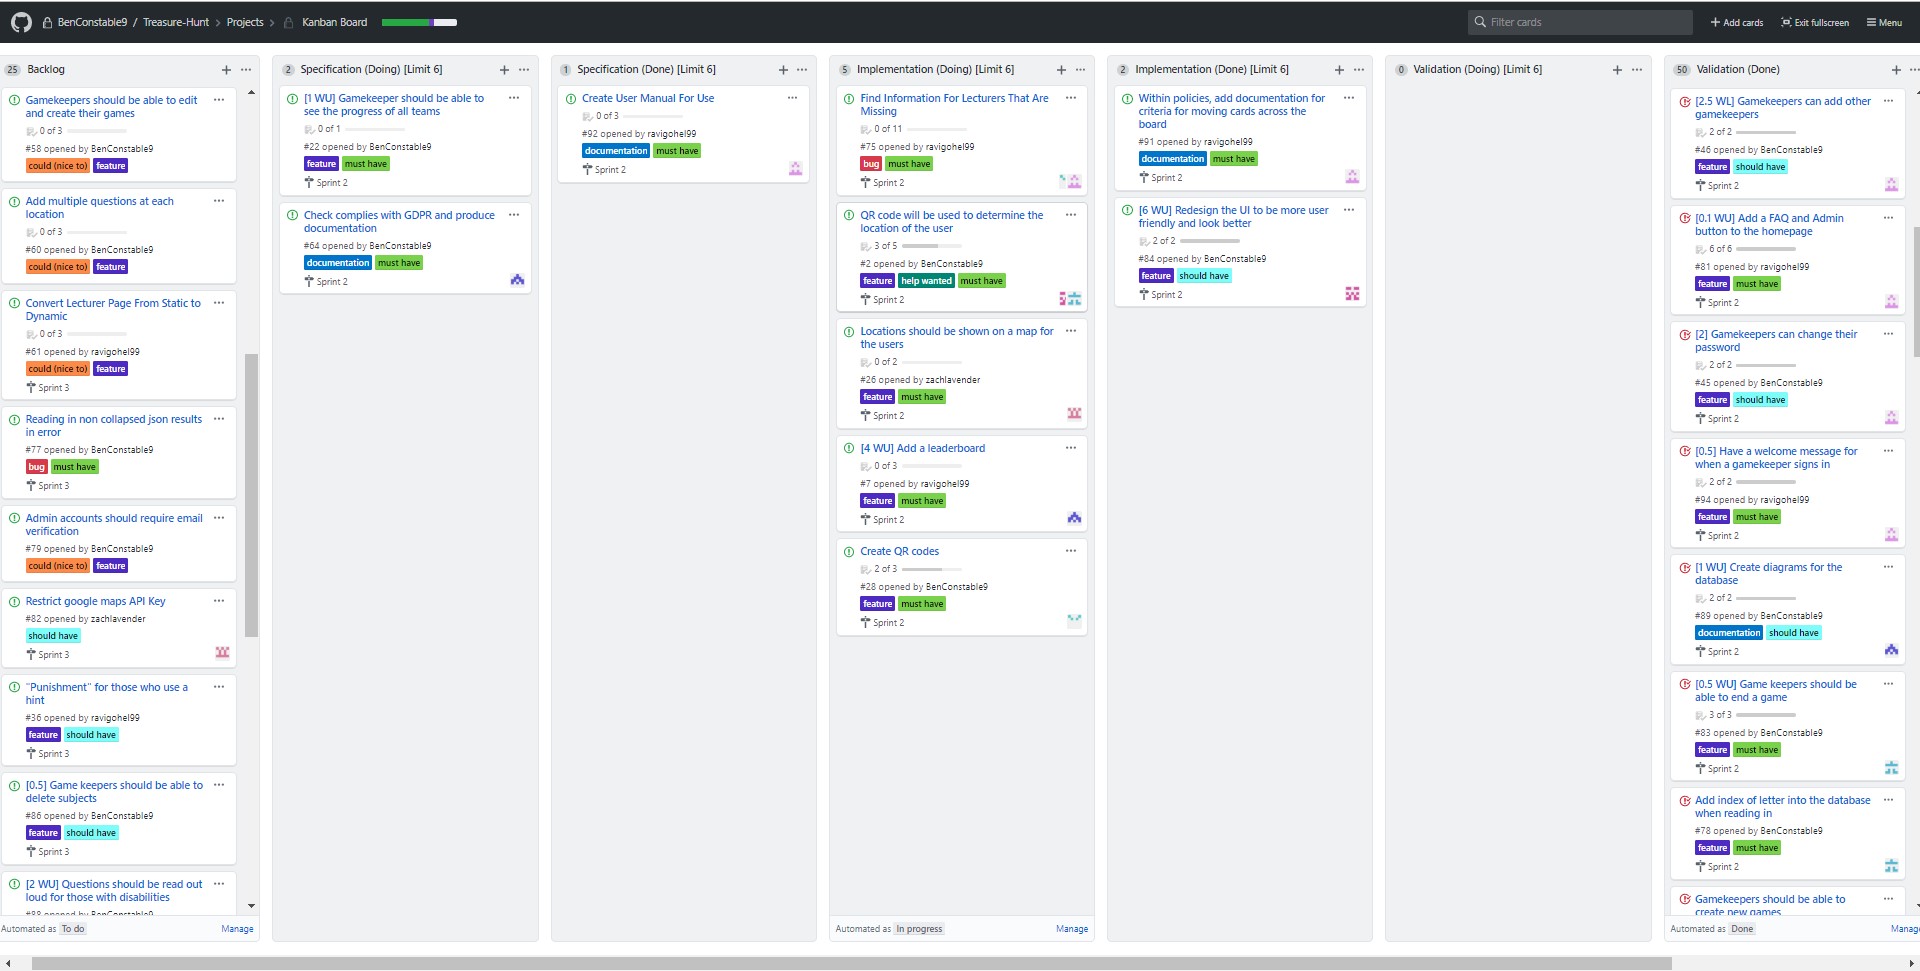 BenConstable9 / Treasure-Hunt > Projects > Kanban Board
Filter cards
Add cards
Exit fullscreen
Menu
25 Backlog
Gamekeepers should be able to edit
and create their games
0 of 3
#58 opened by BenConstable9
could (nice to) feature
Add multiple questions at each
location
0 of 3
#60 opened by BenConstable9
could (nice to) feature
Convert Lecturer Page From Static to
Dynamic
0 of 3
#61 opened by ravigohel99
could (nice to) feature
Sprint 3
Reading in non collapsed json results
in error
#77 opened by BenConstable9
bug must have
Sprint 3
Admin accounts should require email
verification
#79 opened by BenConstable9
could (nice to) feature
Restrict google maps API Key
#82 opened by zachlavender
should have
Sprint 3
"Punishment" for those who use a
hint
#36 opened by ravigohel99
feature should have
Sprint 3
[0.5] Game keepers should be able to
delete subjects
#86 opened by BenConstable9
feature should have
Sprint 3
[2 WU] Questions should be read out
loud for those with disabilities
#88 opened by BenConstable9
Automated as To do
Manage
2 Specification (Doing) [Limit 6]
[1 WU] Gamekeeper should be able to
see the progress of all teams
0 of 1
#22 opened by BenConstable9
feature must have
Sprint 2
Check complies with GDPR and produce
documentation
#64 opened by BenConstable9
documentation must have
Sprint 2
1 Specification (Done) [Limit 6]
Create User Manual For Use
0 of 3
#92 opened by ravigohel99
documentation must have
Sprint 2
5 Implementation (Doing) [Limit 6]
Find Information For Lecturers That Are
Missing
0 of 11
#75 opened by ravigohel99
bug must have
Sprint 2
QR code will be used to determine the
location of the user
3 of 5
#2 opened by BenConstable9
feature help wanted must have
Sprint 2
Locations should be shown on a map for
the users
0 of 2
#26 opened by zachlavender
feature must have
Sprint 2
[4 WU] Add a leaderboard
0 of 3
#7 opened by ravigohel99
feature must have
Sprint 2
Create QR codes
2 of 3
#28 opened by BenConstable9
feature must have
Sprint 2
Automated as In progress
Manage
2 Implementation (Done) [Limit 6]
Within policies, add documentation for
criteria for moving cards across the
board
#91 opened by ravigohel99
documentation must have
Sprint 2
[6 WU] Redesign the UI to be more user
friendly and look better
2 of 2
#84 opened by BenConstable9
feature should have
Sprint 2
0 Validation (Doing) [Limit 6]
50 Validation (Done)
[2.5 WL] Gamekeepers can add other
gamekeepers
2 of 2
#46 opened by BenConstable9
feature should have
Sprint 2
[0.1 WU] Add a FAQ and Admin
button to the homepage
6 of 6
#81 opened by ravigohel99
feature must have
Sprint 2
[2] Gamekeepers can change their
password
2 of 2
#45 opened by BenConstable9
feature should have
Sprint 2
[0.5] Have a welcome message for
when a gamekeeper signs in
2 of 2
#94 opened by ravigohel99
feature must have
Sprint 2
[1 WU] Create diagrams for the
database
2 of 2
#89 opened by BenConstable9
documentation should have
Sprint 2
[0.5 WU] Game keepers should be
able to end a game
3 of 3
#83 opened by BenConstable9
feature must have
Sprint 2
Add index of letter into the database
when reading in
#78 opened by BenConstable9
feature must have
Sprint 2
Gamekeepers should be able to
create new games
Automated as Done
Manage